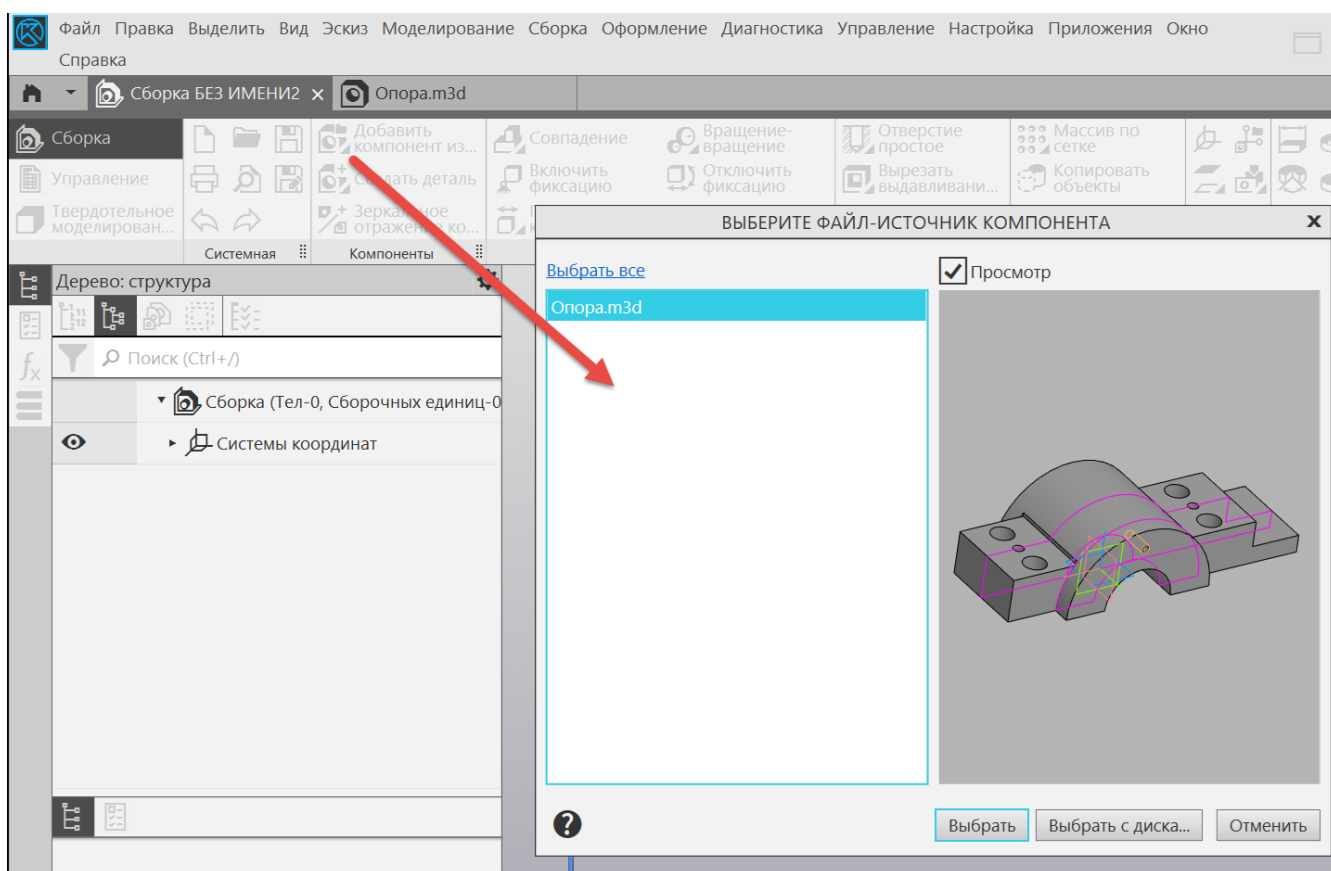 Файл Правка Выделить Вид Эскиз Моделирование Сборка Оформление Диагностика Управление Настройка Приложения Окно
Справка
Сборка БЕЗ ИМЕНИ2 x Опора.m3d
Сборка
Управление
Твердотельное
моделирован...
Системная
Добавить
компонент из...
Создать деталь
Зеркальное
отражение ко...
Компоненты
Совпадение
Включить
фиксацию
Вращение-
вращение
Отключить
фиксацию
Отверстие
простое
Вырезать
выдавливани...
Массив по
сетке
Копировать
объекты
Дерево: структура
Поиск (Ctrl+/)
Сборка (Тел-0, Сборочных единиц-0
Системы координат
ВЫБЕРИТЕ ФАЙЛ-ИСТОЧНИК КОМПОНЕНТА x
Выбрать все
Просмотр
Опора.m3d
Выбрать Выбрать с диска... Отменить